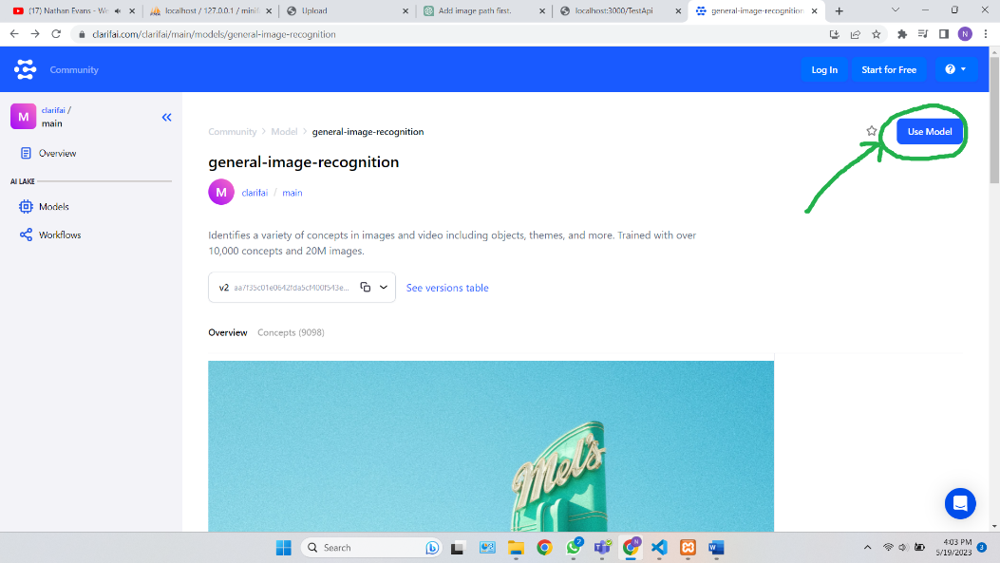 (17) Nathan Evans - We
localhost / 127.0.0.1 / mini
Upload
Add image path first.
localhost:3000/TestApi
general-image-recognition
clarifai.com/clarifai/main/models/general-image-recognition
N
Community
Log In
Start for Free
?
M
clarifai /
main
Overview
AI LAKE
Models
Workflows
Community > Model > general-image-recognition
Use Model
general-image-recognition
M clarifai / main
Identifies a variety of concepts in images and video including objects, themes, and more. Trained with over
10,000 concepts and 20M images.
v2 aa7f35c01e0642fda5cf400f543e...
See versions table
Overview Concepts (9098)
Mel's
Search
2
N
4:03 PM
5/19/2023
3